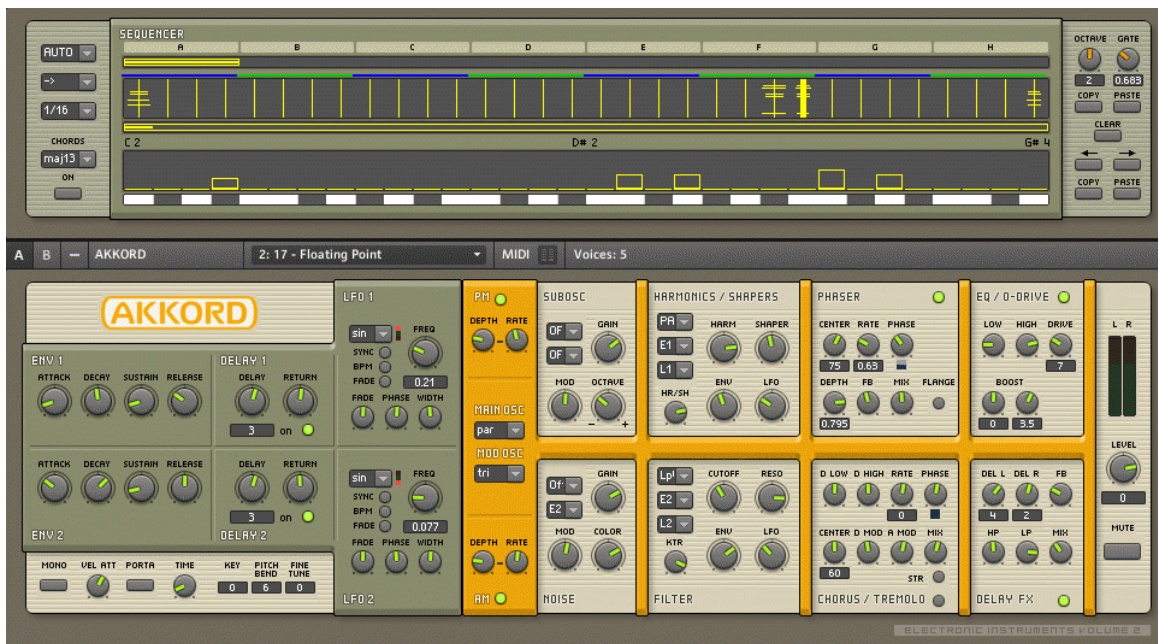 SEQUENCER
A B C D E F G H
AUTO
->
1/16
CHORDS
maj13
ON
C 2 D# 2 G# 4
OCTAVE GATE
2 0.683
COPY PASTE
CLEAR
← →
COPY PASTE
A B — AKKORD 2: 17 - Floating Point MIDI Voices: 5
AKKORD
ENV 1
ATTACK DECAY SUSTAIN RELEASE
DELAY 1
DELAY RETURN
3 on
ATTACK DECAY SUSTAIN RELEASE
DELAY RETURN
3 on
ENV 2
DELAY 2
MONO VEL ATT PORTA TIME KEY PITCH BEND FINE TUNE
0 6 0
LFO 1
sin FREQ
SYNC
BPM
FADE 0.21
FADE PHASE WIDTH
sin FREQ
SYNC
BPM
FADE 0.077
FADE PHASE WIDTH
LFO 2
PM
DEPTH RATE
MAIN OSC
par
MOD OSC
tri
DEPTH RATE
AM
SUBOSC
OF GAIN
OF
MOD OCTAVE
- +
Of GAIN
E2
MOD COLOR
NOISE
HARMONICS / SHAPERS
PA HARM SHAPER
E1
L1
HR/SH ENV LFO
Lpl CUTOFF RESO
E2
L2
KTR ENV LFO
FILTER
PHASER
CENTER RATE PHASE
75 0.63
DEPTH FB MIX FLANGE
0.795
D LOW D HIGH RATE PHASE
0
CENTER D MOD A MOD MIX
60
STR
CHORUS / TREMOLO
EQ / O-DRIVE
LOW HIGH DRIVE
7
BOOST
0 3.5
DEL L DEL R FB
4 2
HP LP MIX
DELAY FX
L R
LEVEL
0
MUTE
ELECTRONIC INSTRUMENTS VOLUME 2